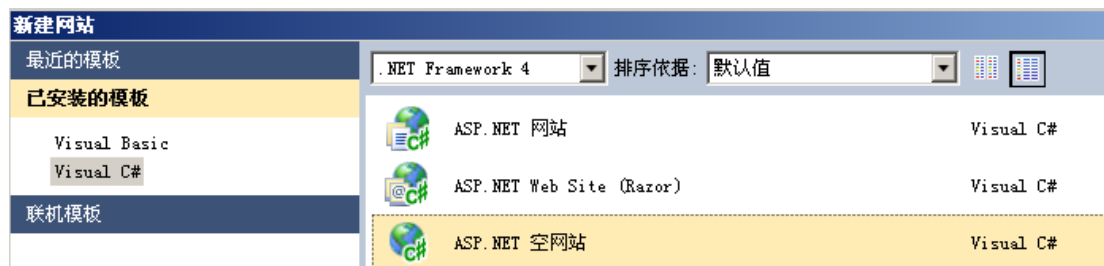 新建网站
最近的模板
.NET Framework 4 排序依据: 默认值
已安装的模板
Visual Basic
Visual C#
联机模板
ASP.NET 网站 Visual C#
ASP.NET Web Site (Razor) Visual C#
ASP.NET 空网站 Visual C#